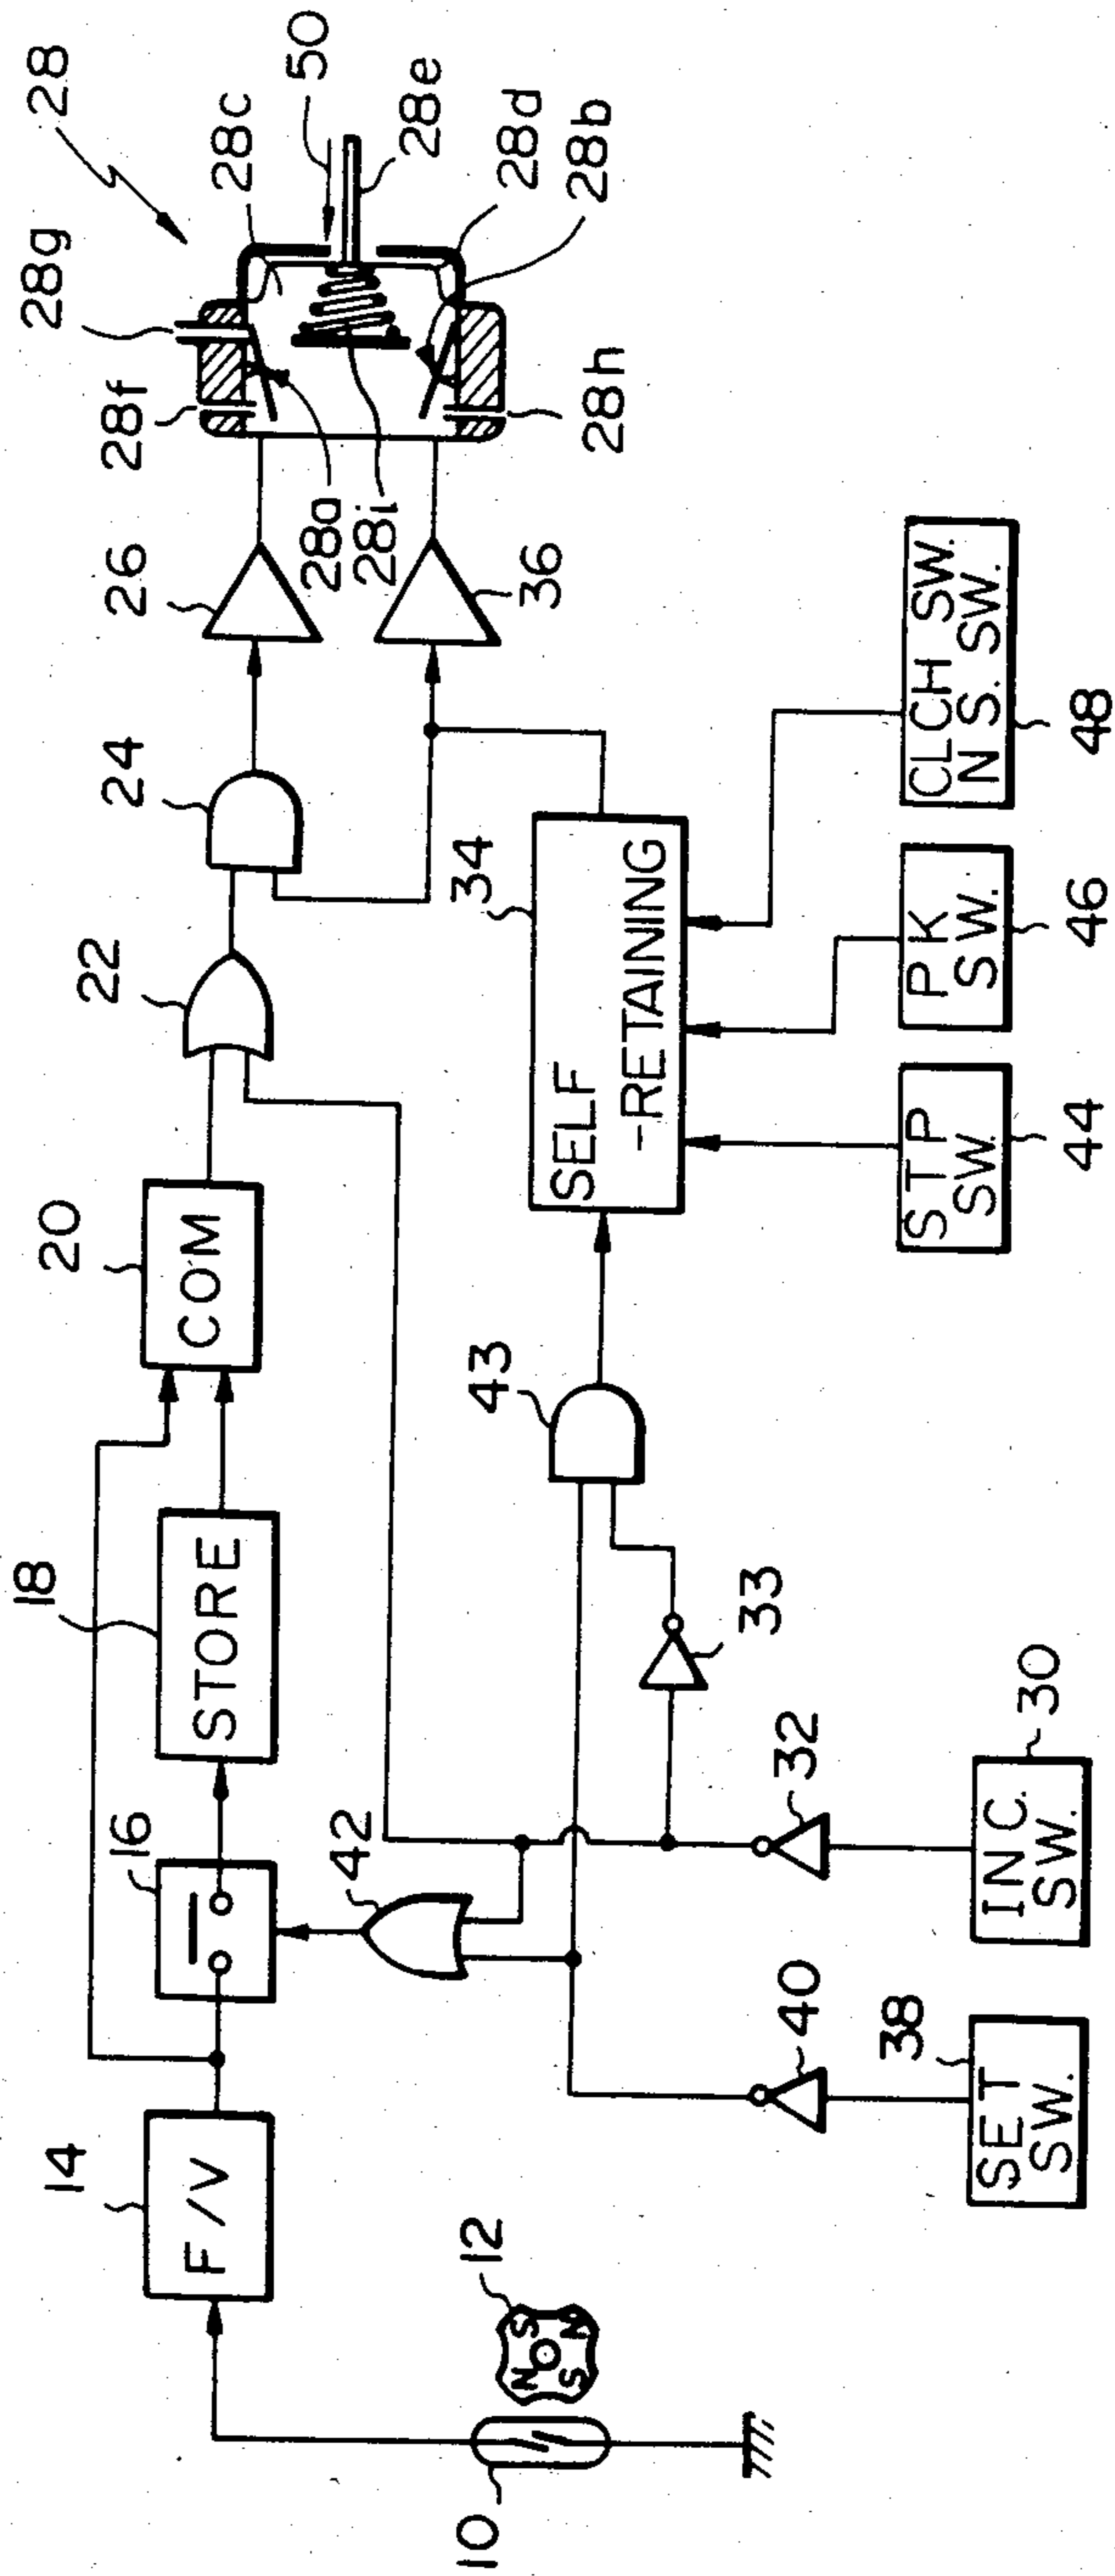 28
50
28c
28e
28g
28d
28b
28f
28h
28a
28i
26
36
24
22
34
SELF
-RETAINING
CLCH SW.
N S. SW.
48
PK
SW.
46
STP
SW.
44
20
COM
43
18
STORE
16
42
33
32
30
INC.
SW.
40
38
SET
SW.
14
F/V
12
N
S
S
N
10